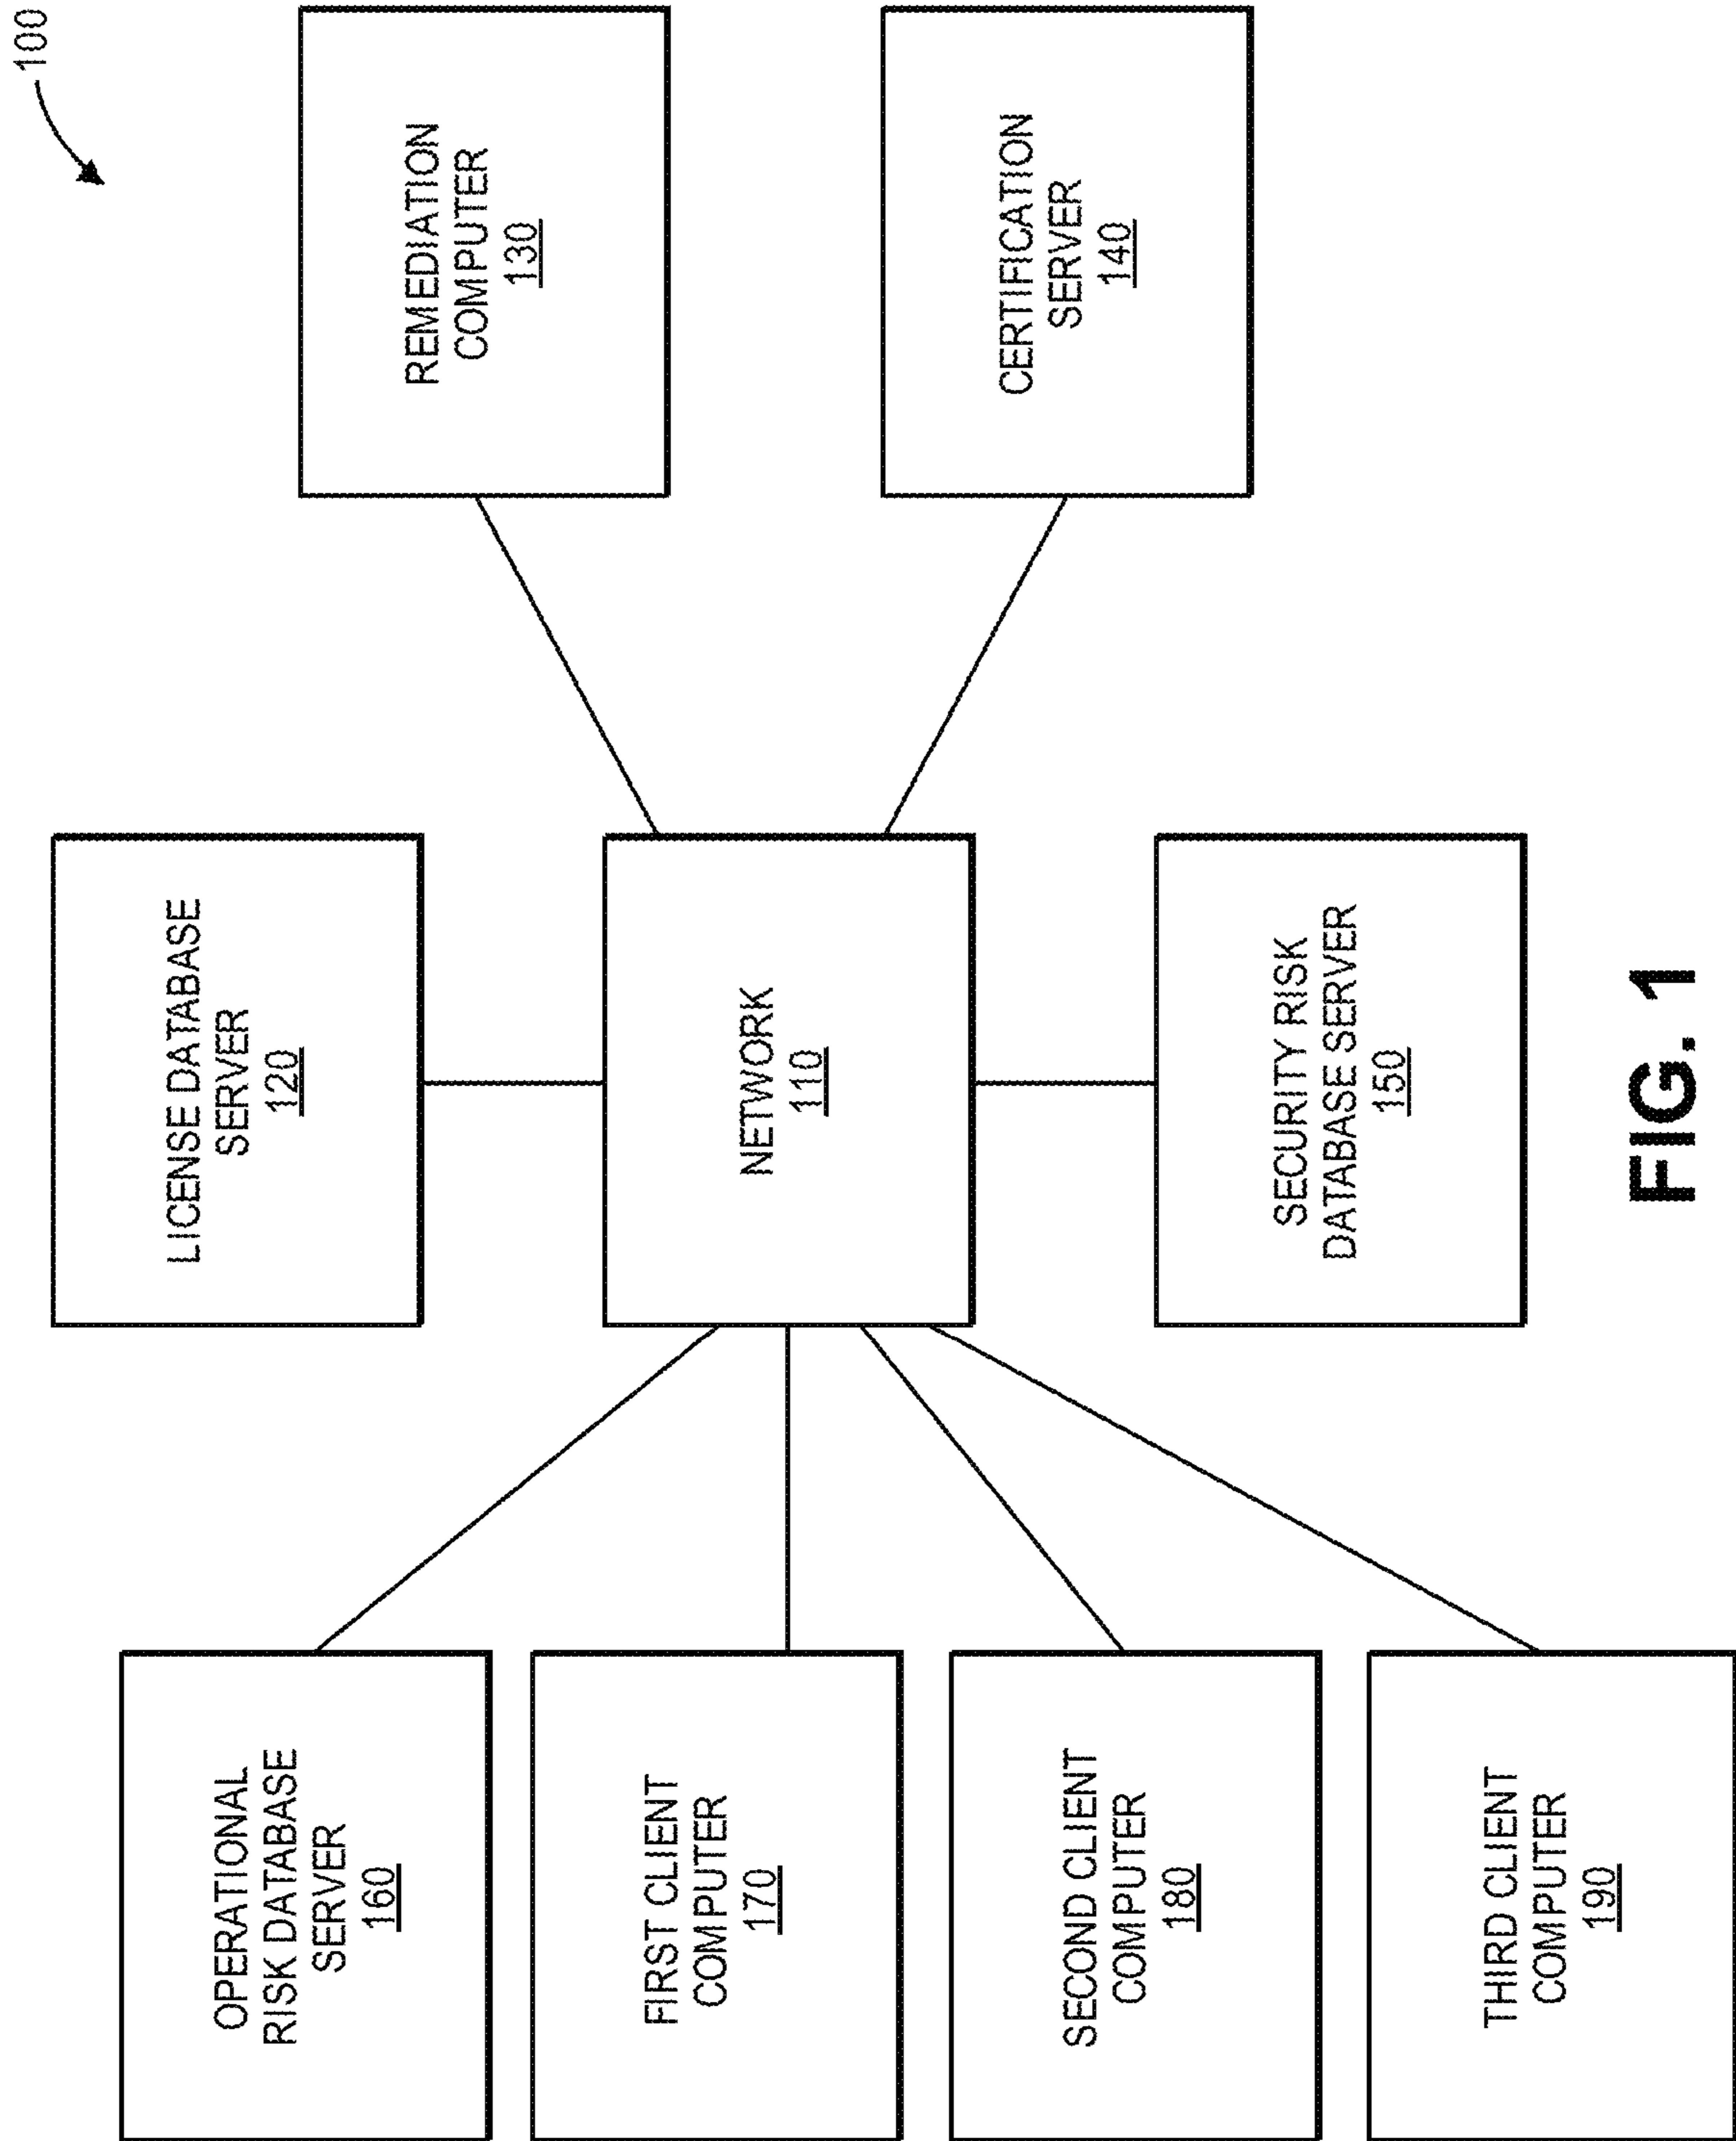 100
LICENSE DATABASE
SERVER
120
REMEDIATION
COMPUTER
130
OPERATIONAL
RISK DATABASE
SERVER
160
NETWORK
110
FIRST CLIENT
COMPUTER
170
CERTIFICATION
SERVER
140
SECOND CLIENT
COMPUTER
180
SECURITY RISK
DATABASE SERVER
150
THIRD CLIENT
COMPUTER
190
FIG. 1